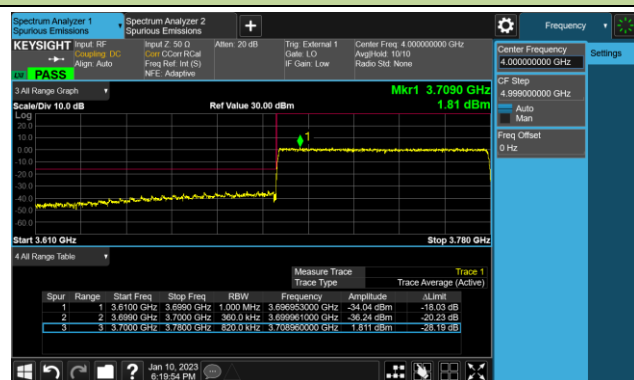 Spectrum Analyzer 1
Spurious Emissions
Spectrum Analyzer 2
Spurious Emissions
Frequency
KEYSIGHT
Input: RF
Coupling: DC
Align: Auto
Input Z: 50 Ω
Corr CCorr RCal
Freq Ref: Int (S)
NFE: Adaptive
Atten: 20 dB
Trig: External 1
Gate: LO
IF Gain: Low
Center Freq: 4.000000000 GHz
Avg|Hold: 10/10
Radio Std: None
PASS
Center Frequency
4.000000000 GHz
Settings
CF Step
4.999000000 GHz
Auto
Man
Freq Offset
0 Hz
3 All Range Graph
Mkr1 3.7090 GHz
Scale/Div 10.0 dB
Ref Value 30.00 dBm
1.81 dBm
Log
20.0
10.0
0.00
-10.0
-20.0
-30.0
-40.0
-50.0
-60.0
1
Start 3.610 GHz
Stop 3.780 GHz
4 All Range Table
Measure Trace Trace 1
Trace Type Trace Average (Active)
Spur Range Start Freq Stop Freq RBW Frequency Amplitude ΔLimit
1 1 3.6100 GHz 3.6990 GHz 1.000 MHz 3.696953000 GHz -34.04 dBm -18.03 dB
2 2 3.6990 GHz 3.7000 GHz 360.0 kHz 3.699961000 GHz -36.24 dBm -20.23 dB
3 3 3.7000 GHz 3.7800 GHz 820.0 kHz 3.708960000 GHz 1.811 dBm -28.19 dB
Jan 10, 2023
6:19:54 PM